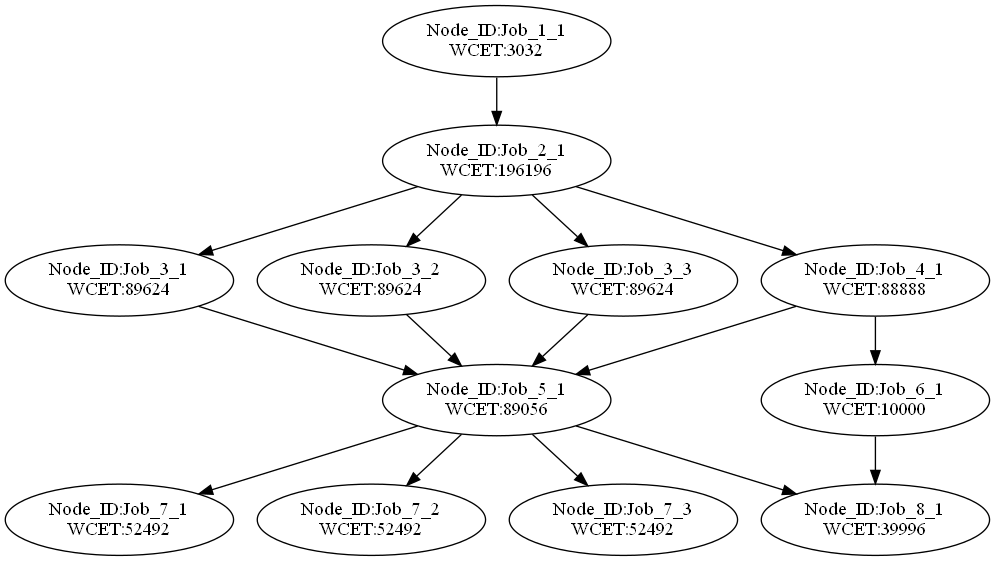 Node_ID:Job_1_1
WCET:3032
Node_ID:Job_2_1
WCET:196196
Node_ID:Job_3_1
WCET:89624
Node_ID:Job_3_2
WCET:89624
Node_ID:Job_3_3
WCET:89624
Node_ID:Job_4_1
WCET:88888
Node_ID:Job_5_1
WCET:89056
Node_ID:Job_6_1
WCET:10000
Node_ID:Job_7_1
WCET:52492
Node_ID:Job_7_2
WCET:52492
Node_ID:Job_7_3
WCET:52492
Node_ID:Job_8_1
WCET:39996